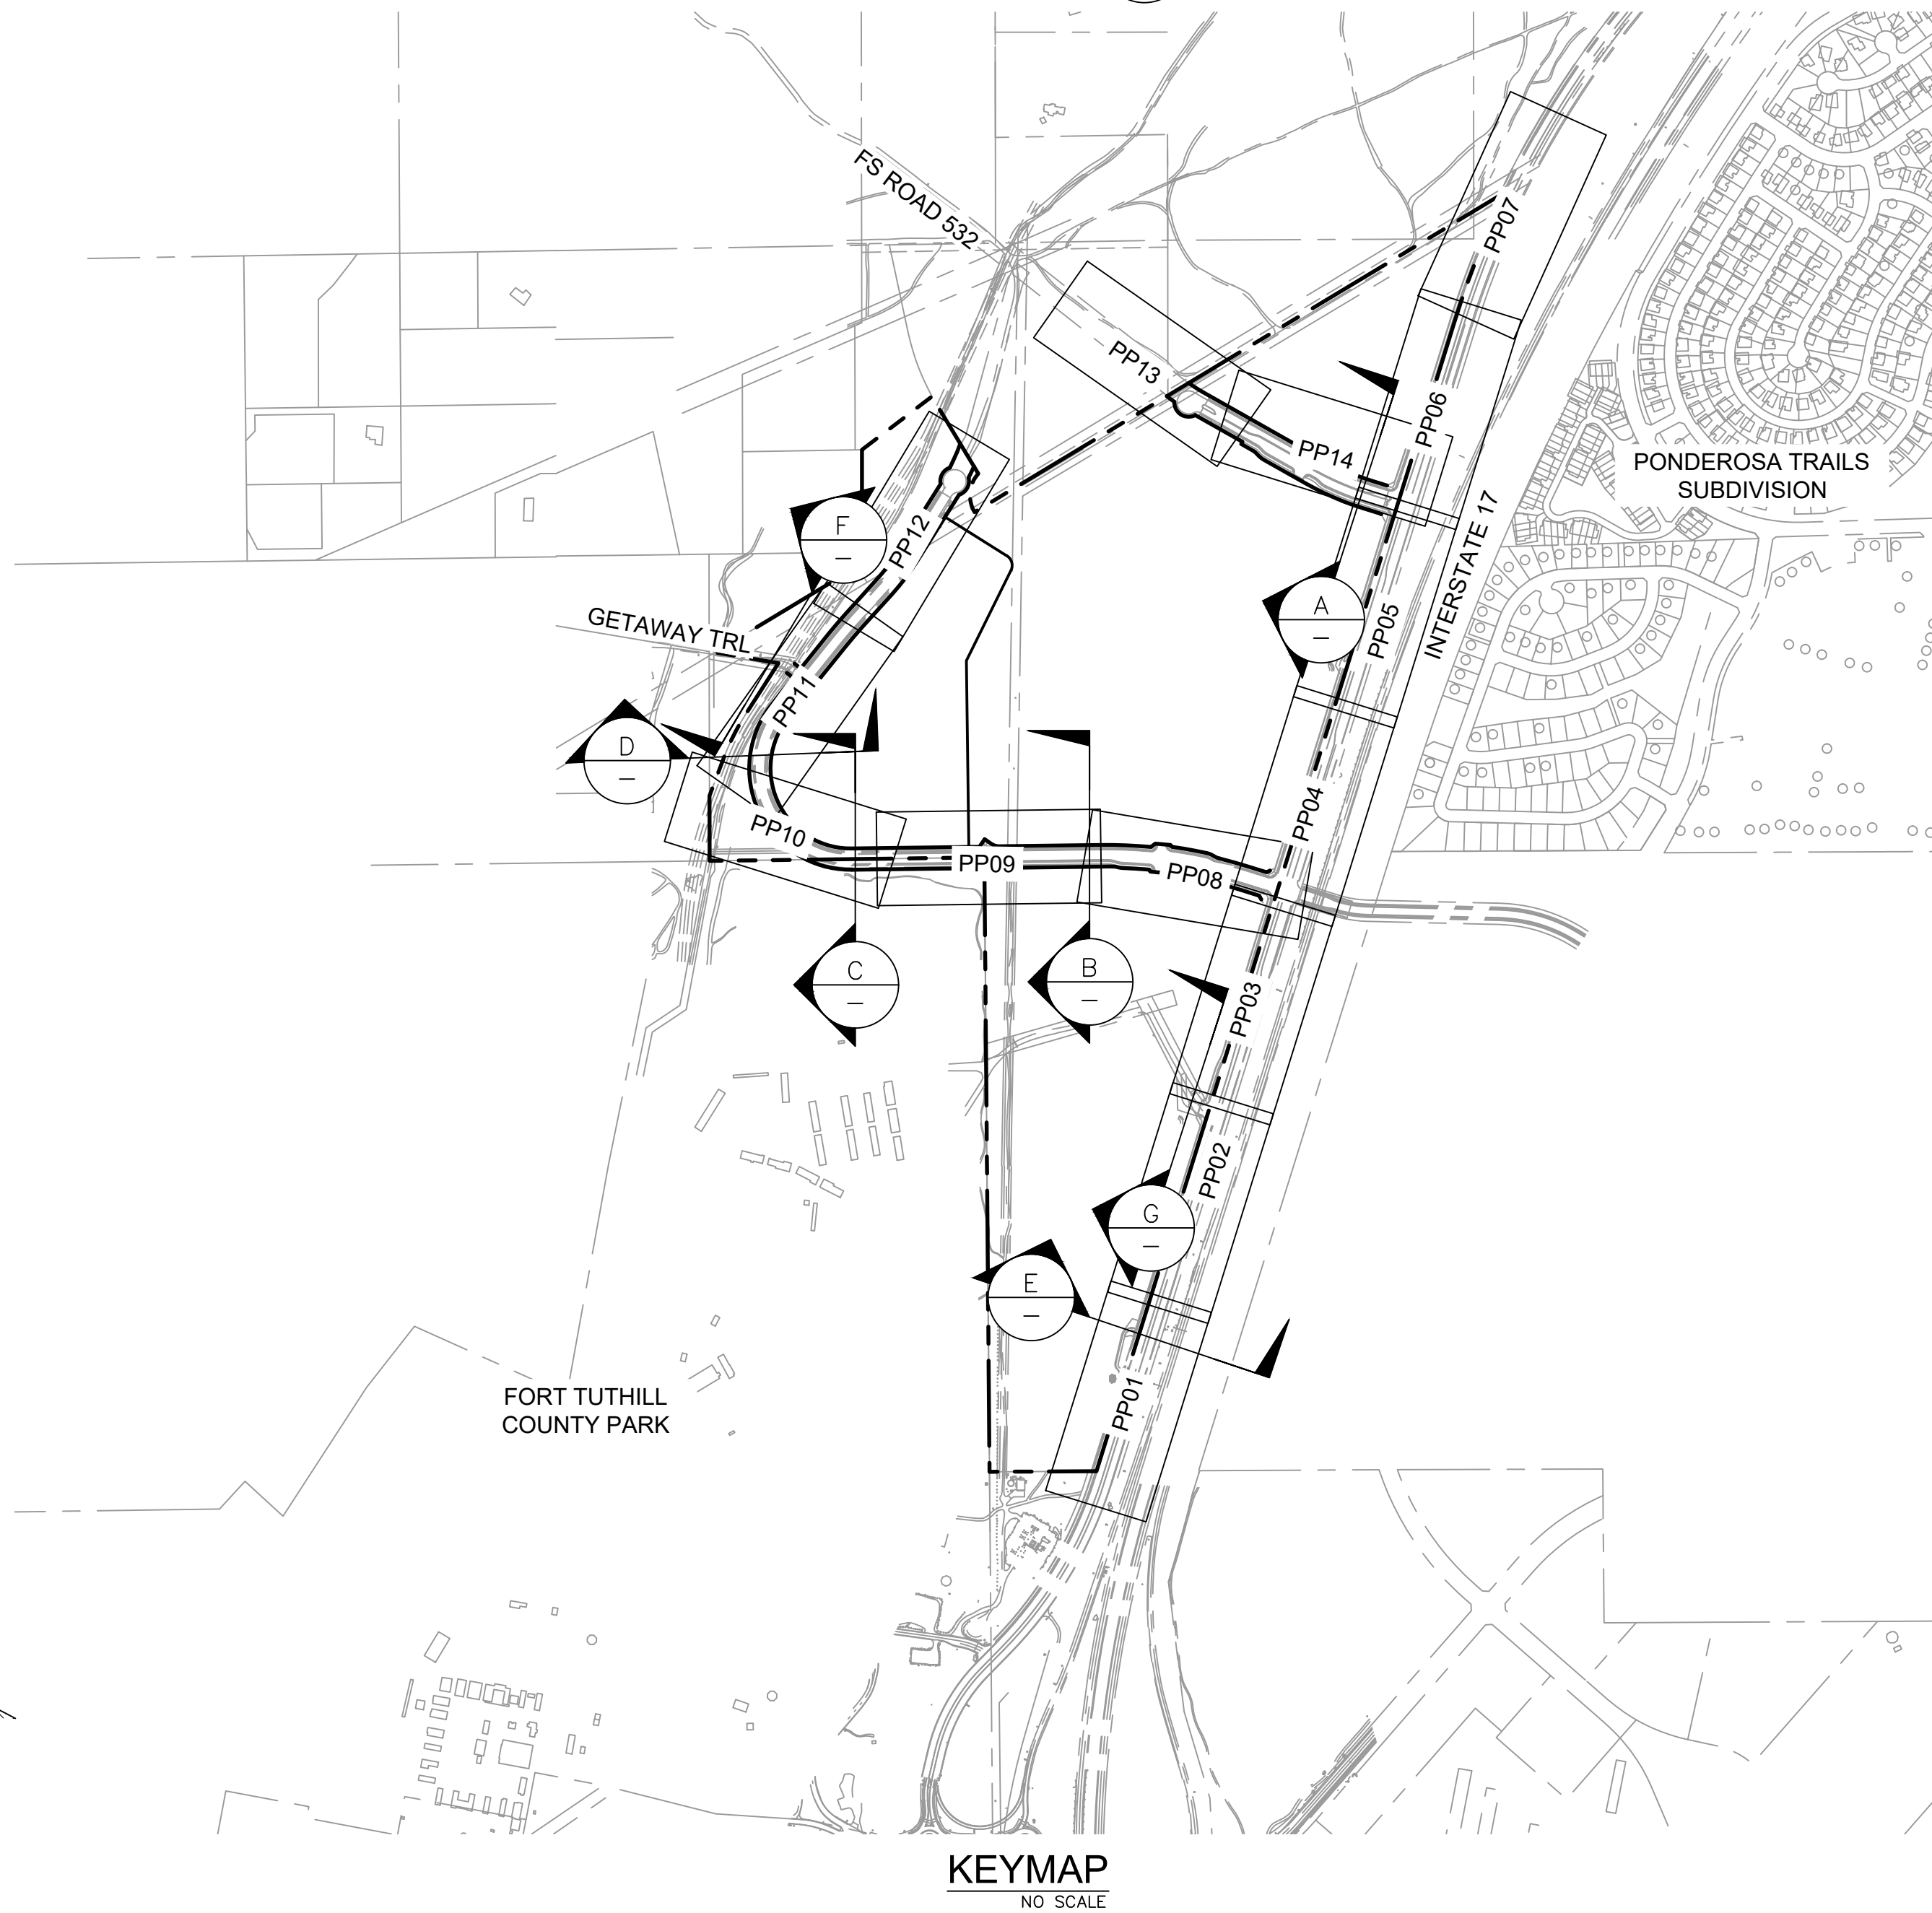 FS ROAD 532
PP07
PP13
PP06
PP14
PONDEROSA TRAILS
SUBDIVISION
INTERSTATE 17
F
—
PP12
A
—
PP05
GETAWAY TRL
PP11
D
—
PP04
PP10
PP09
PP08
C
—
B
—
PP03
PP02
G
—
E
—
PP01
FORT TUTHILL
COUNTY PARK
KEYMAP
NO SCALE